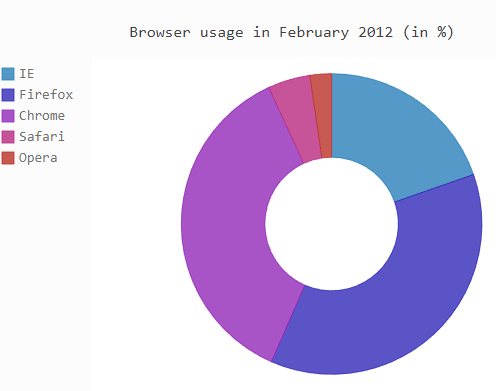 Browser usage in February 2012 (in %)
IE
Firefox
Chrome
Safari
Opera